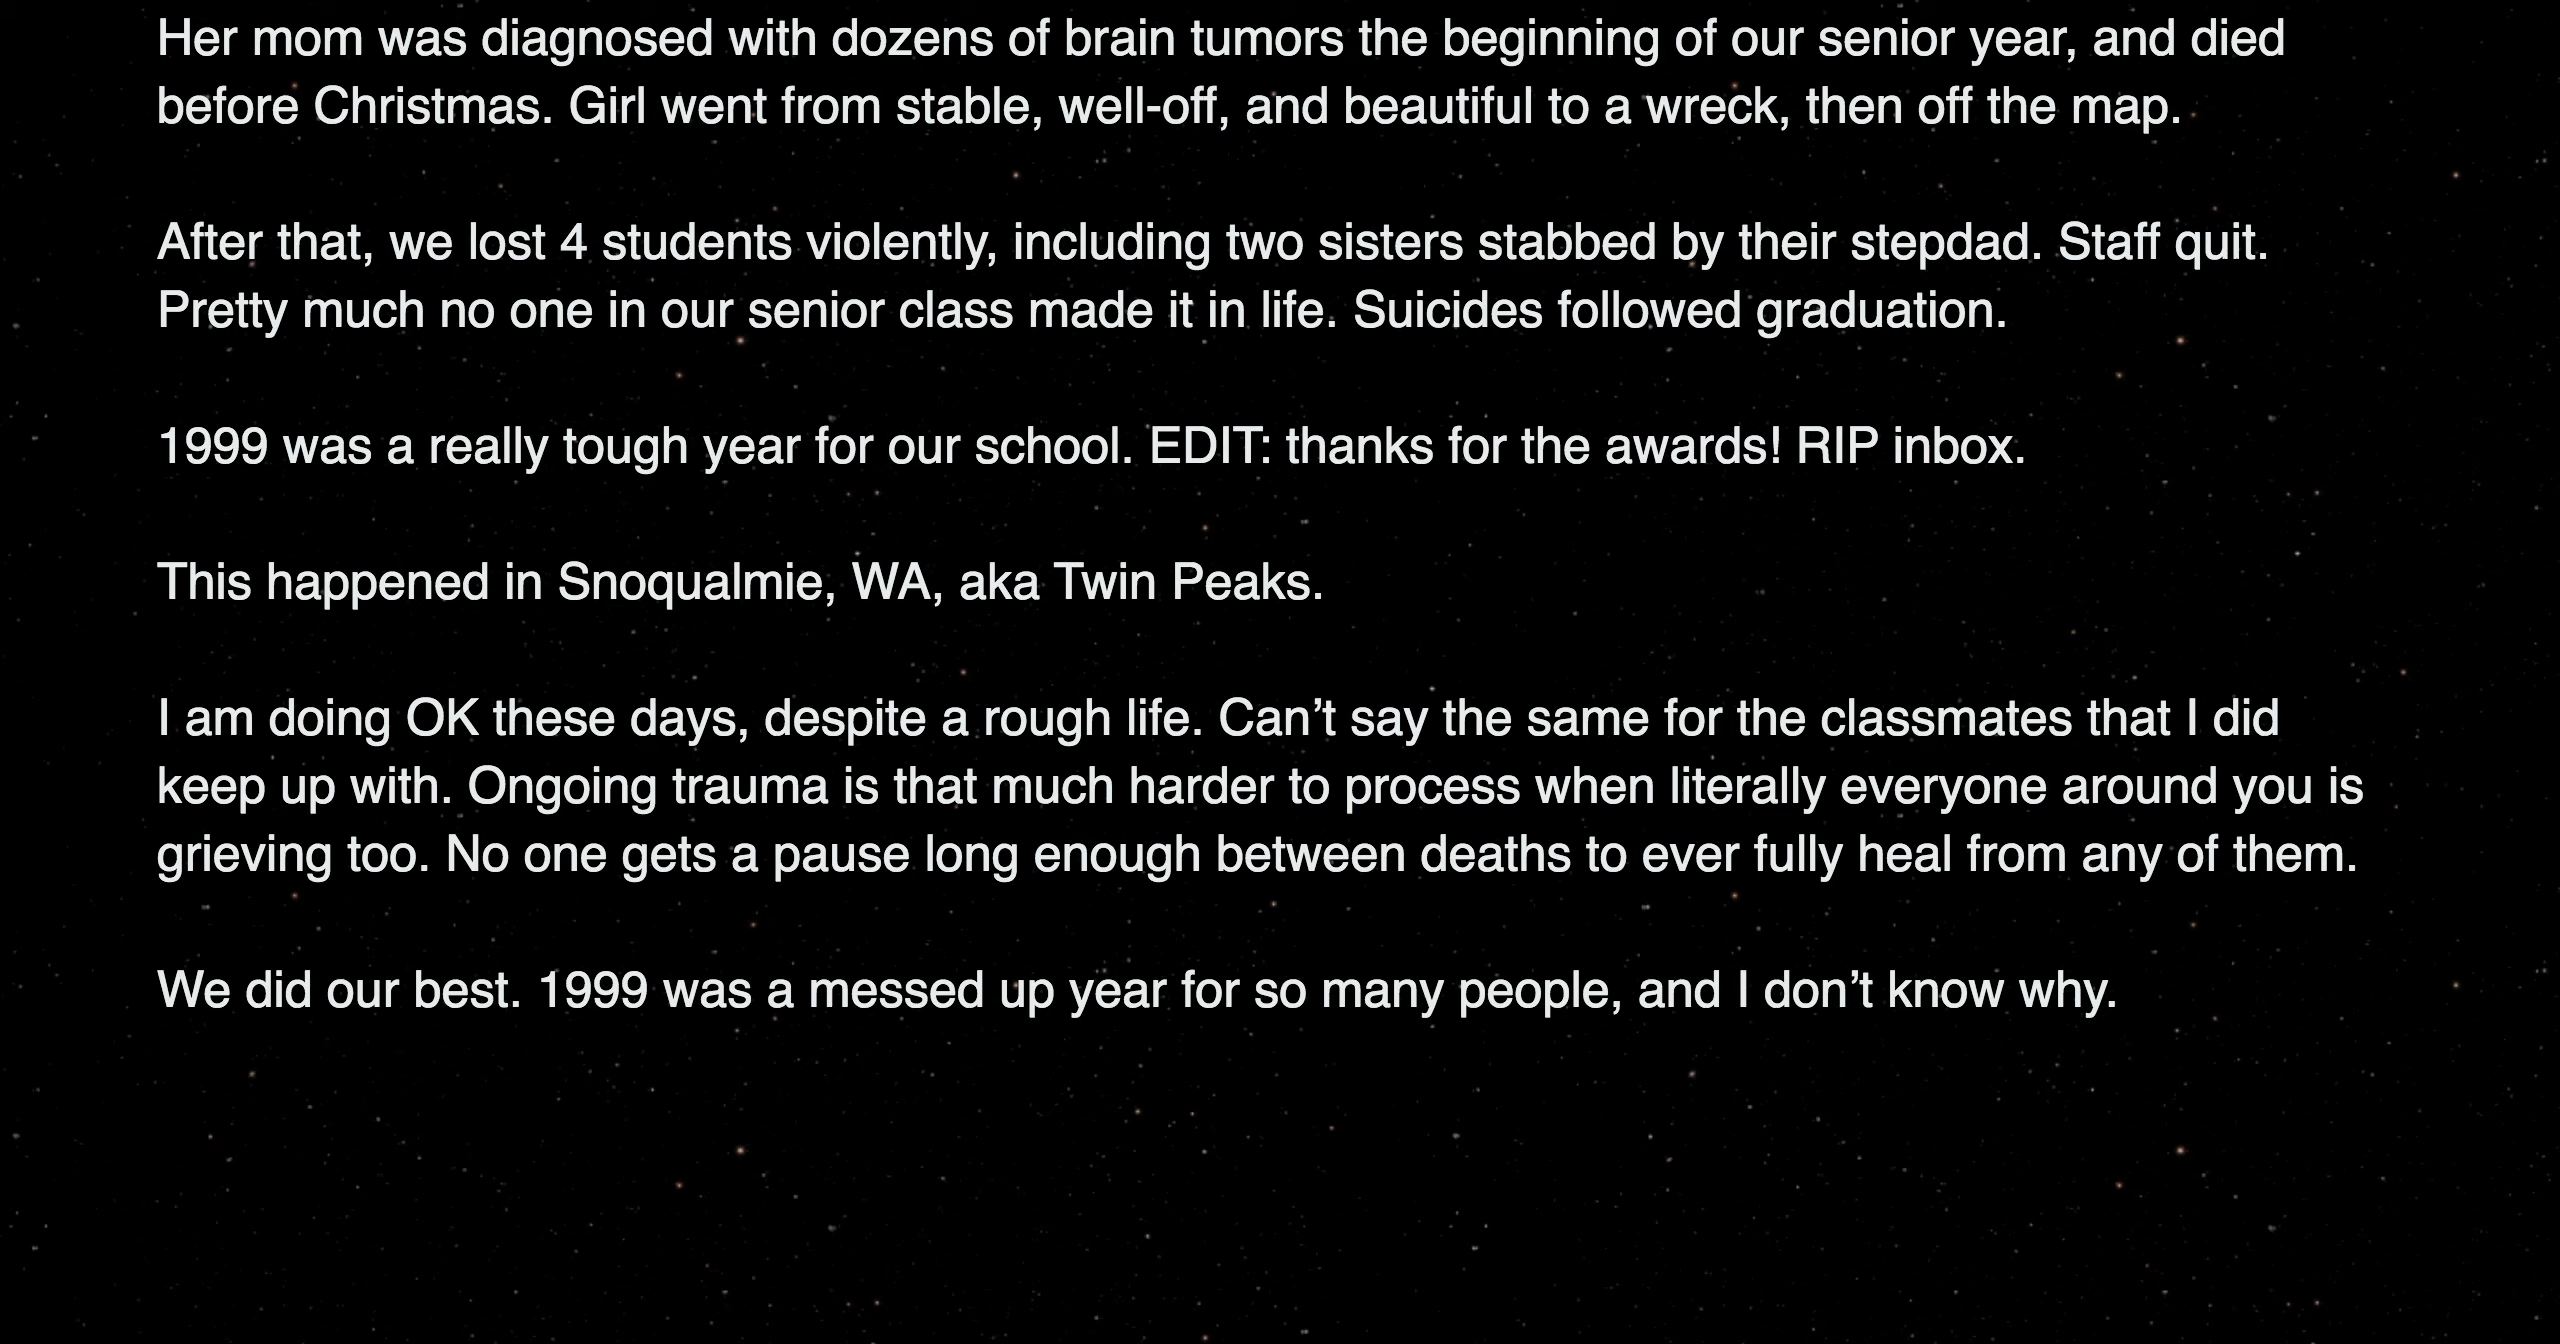 Her mom was diagnosed with dozens of brain tumors the beginning of our senior year, and died
before Christmas. Girl went from stable, well-off, and beautiful to a wreck, then off the map.
After that, we lost 4 students violently, including two sisters stabbed by their stepdad. Staff quit.
Pretty much no one in our senior class made it in life. Suicides followed graduation.
1999 was a really tough year for our school. EDIT: thanks for the awards! RIP inbox.
This happened in Snoqualmie, WA, aka Twin Peaks.
I am doing OK these days, despite a rough life. Can’t say the same for the classmates that I did
keep up with. Ongoing trauma is that much harder to process when literally everyone around you is
grieving too. No one gets a pause long enough between deaths to ever fully heal from any of them.
We did our best. 1999 was a messed up year for so many people, and I don’t know why.